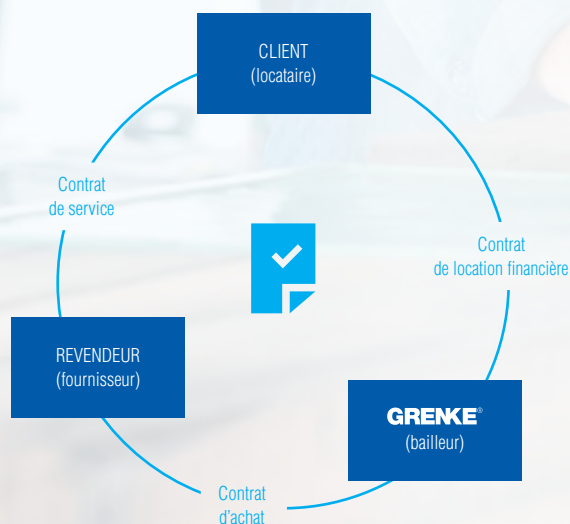 CLIENT
(locataire)
Contrat
de service
Contrat
de location financière
REVENDEUR
(fournisseur)
GRENKE®
(bailleur)
Contrat
d'achat